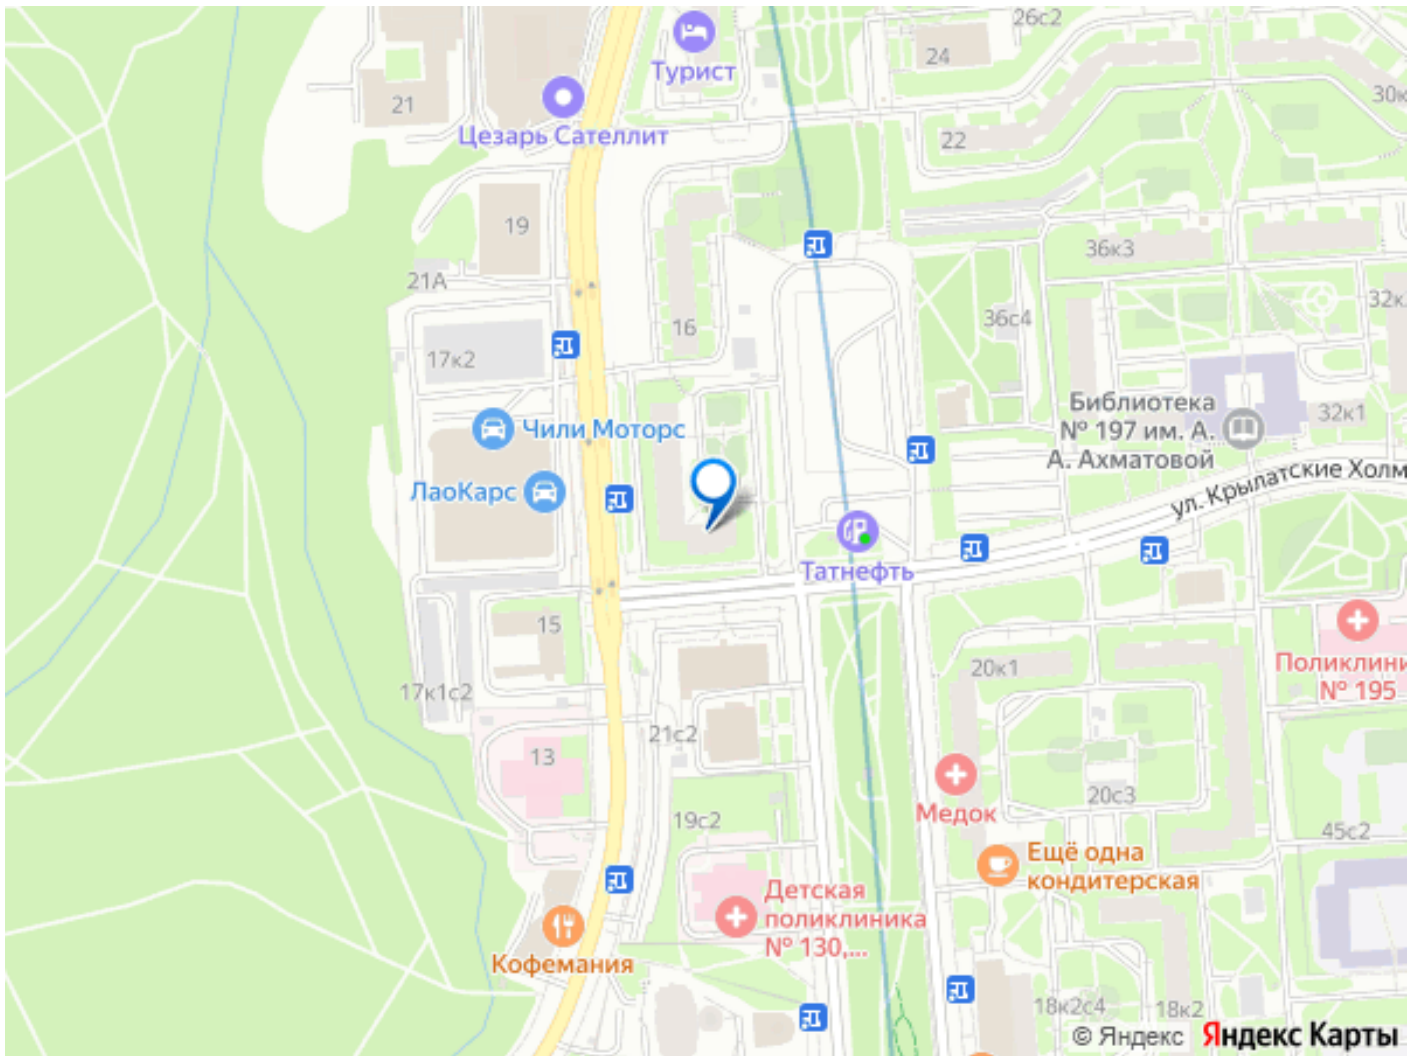 26с2
24
Турист
21
30к
Цезарь Сателлит
22
19
36к3
21А
32к
36с4
16
17к2
Библиотека
№ 197 им. А.
А. Ахматовой
32к1
Чили Моторс
ЛаоКарс
ул. Крылатские Холм
Татнефть
15
20к1
Поликлини
№ 195
17к1с2
21с2
13
20с3
Медок
19с2
45с2
Ещё одна
кондитерская
Детская
поликлиника
№ 130,...
Кофемания
18к2с4
18к2
© Яндекс Яндекс Карты